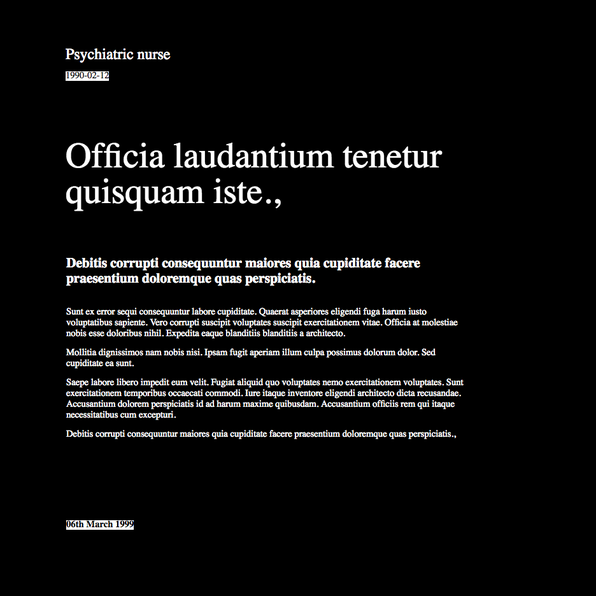 Psychiatric nurse
1990-02-12
Officia laudantium tenetur
quisquam iste.,
Debitis corrupti consequuntur maiores quia cupiditate facere
praesentium doloremque quas perspiciatis.
Sunt ex error sequi consequuntur labore cupiditate. Quaerat asperiores eligendi fuga harum iusto
voluptatibus sapiente. Vero corrupti suscipit voluptates suscipit exercitationem vitae. Officia at molestiae
nobis esse doloribus nihil. Expedita eaque blanditiis blanditiis a architecto.
Mollitia dignissimos nam nobis nisi. Ipsam fugit aperiam illum culpa possimus dolorum dolor. Sed
cupiditate ea sunt.
Saepe labore libero impedit eum velit. Fugiat aliquid quo voluptates nemo exercitationem voluptates. Sunt
exercitationem temporibus occaecati commodi. Iure itaque inventore eligendi architecto dicta recusandae.
Accusantium dolorem perspiciatis id ad harum maxime quibusdam. Accusantium officiis rem qui itaque
necessitatibus cum excepturi.
Debitis corrupti consequuntur maiores quia cupiditate facere praesentium doloremque quas perspiciatis.,
06th March 1999